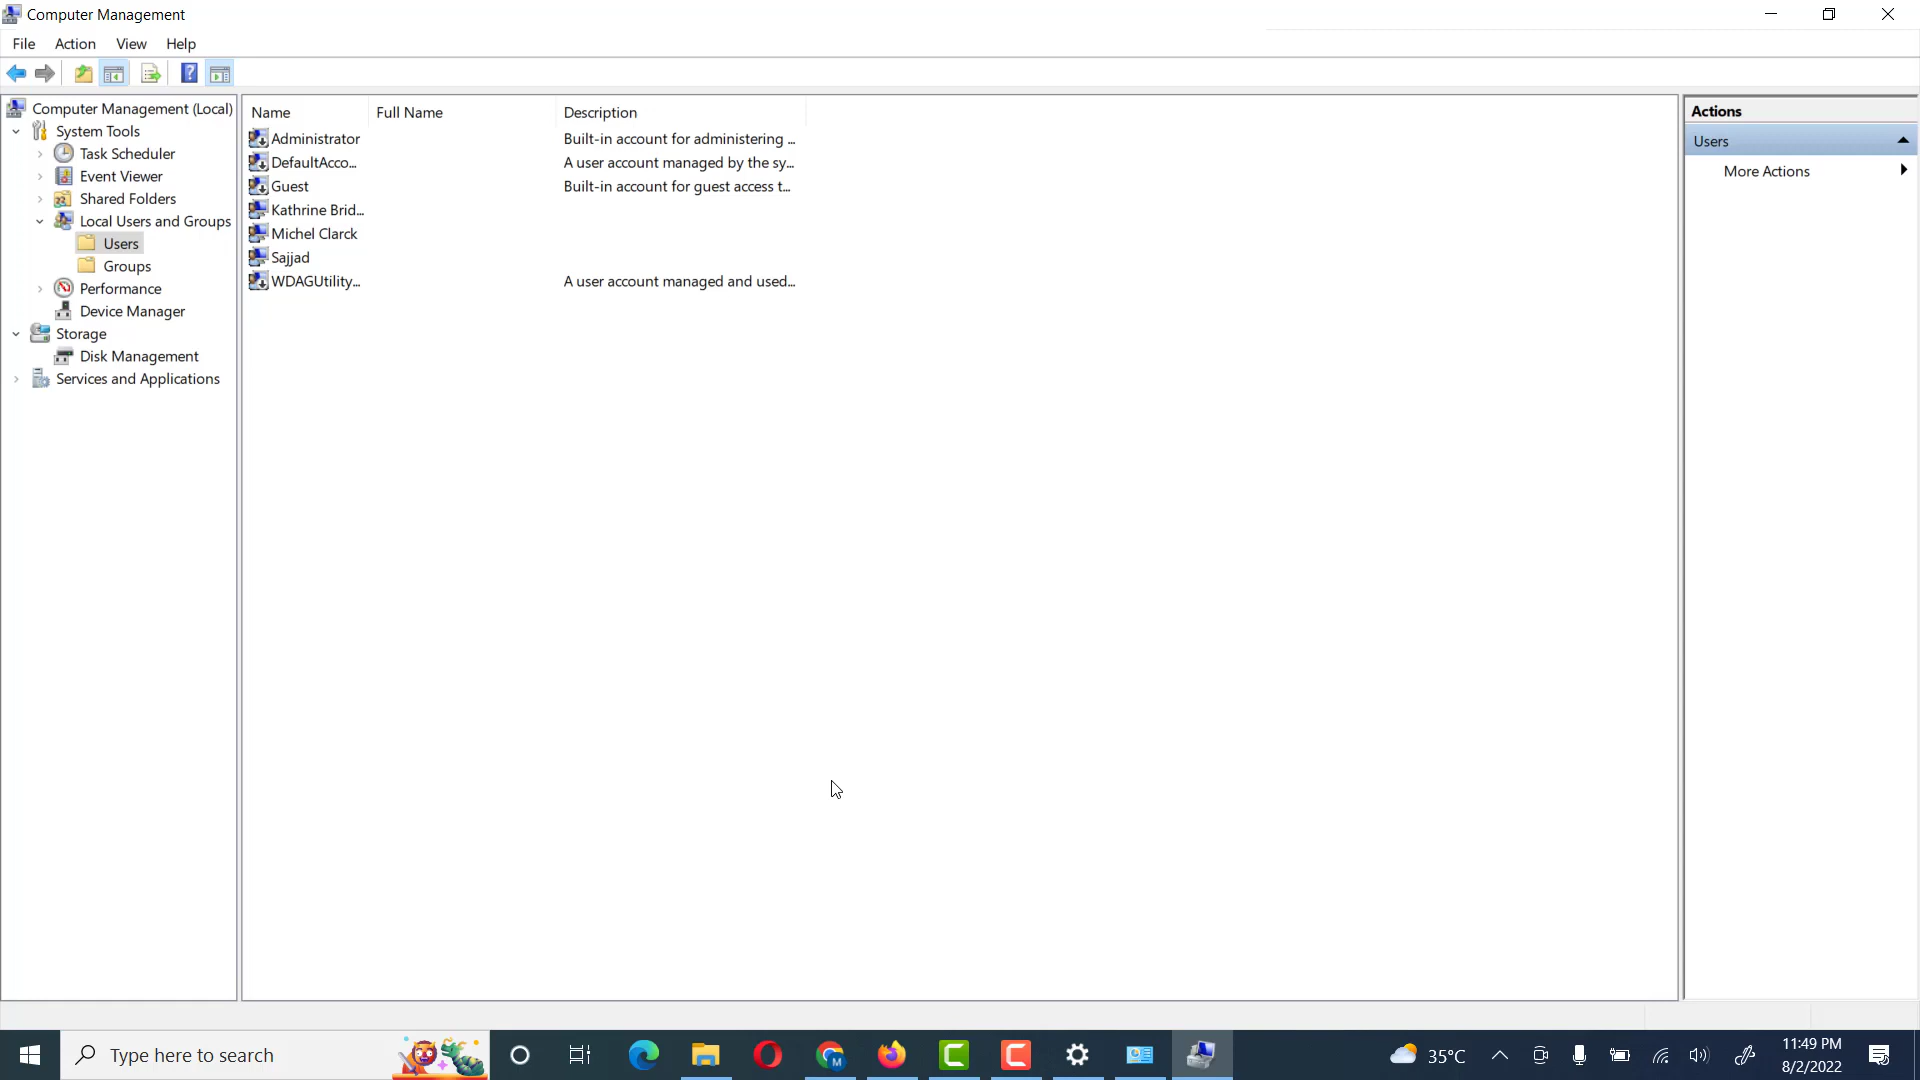 Computer Management
File Action View Help
Computer Management (Local)
System Tools
Task Scheduler
Event Viewer
Shared Folders
Local Users and Groups
Users
Groups
Performance
Device Manager
Storage
Disk Management
Services and Applications
Name Full Name Description
Administrator Built-in account for administering ...
DefaultAcco... A user account managed by the sy...
Guest Built-in account for guest access t...
Kathrine Brid...
Michel Clarck
Sajjad
WDAGUtility... A user account managed and used...
Actions
Users
More Actions
Type here to search
35°C
11:49 PM
8/2/2022